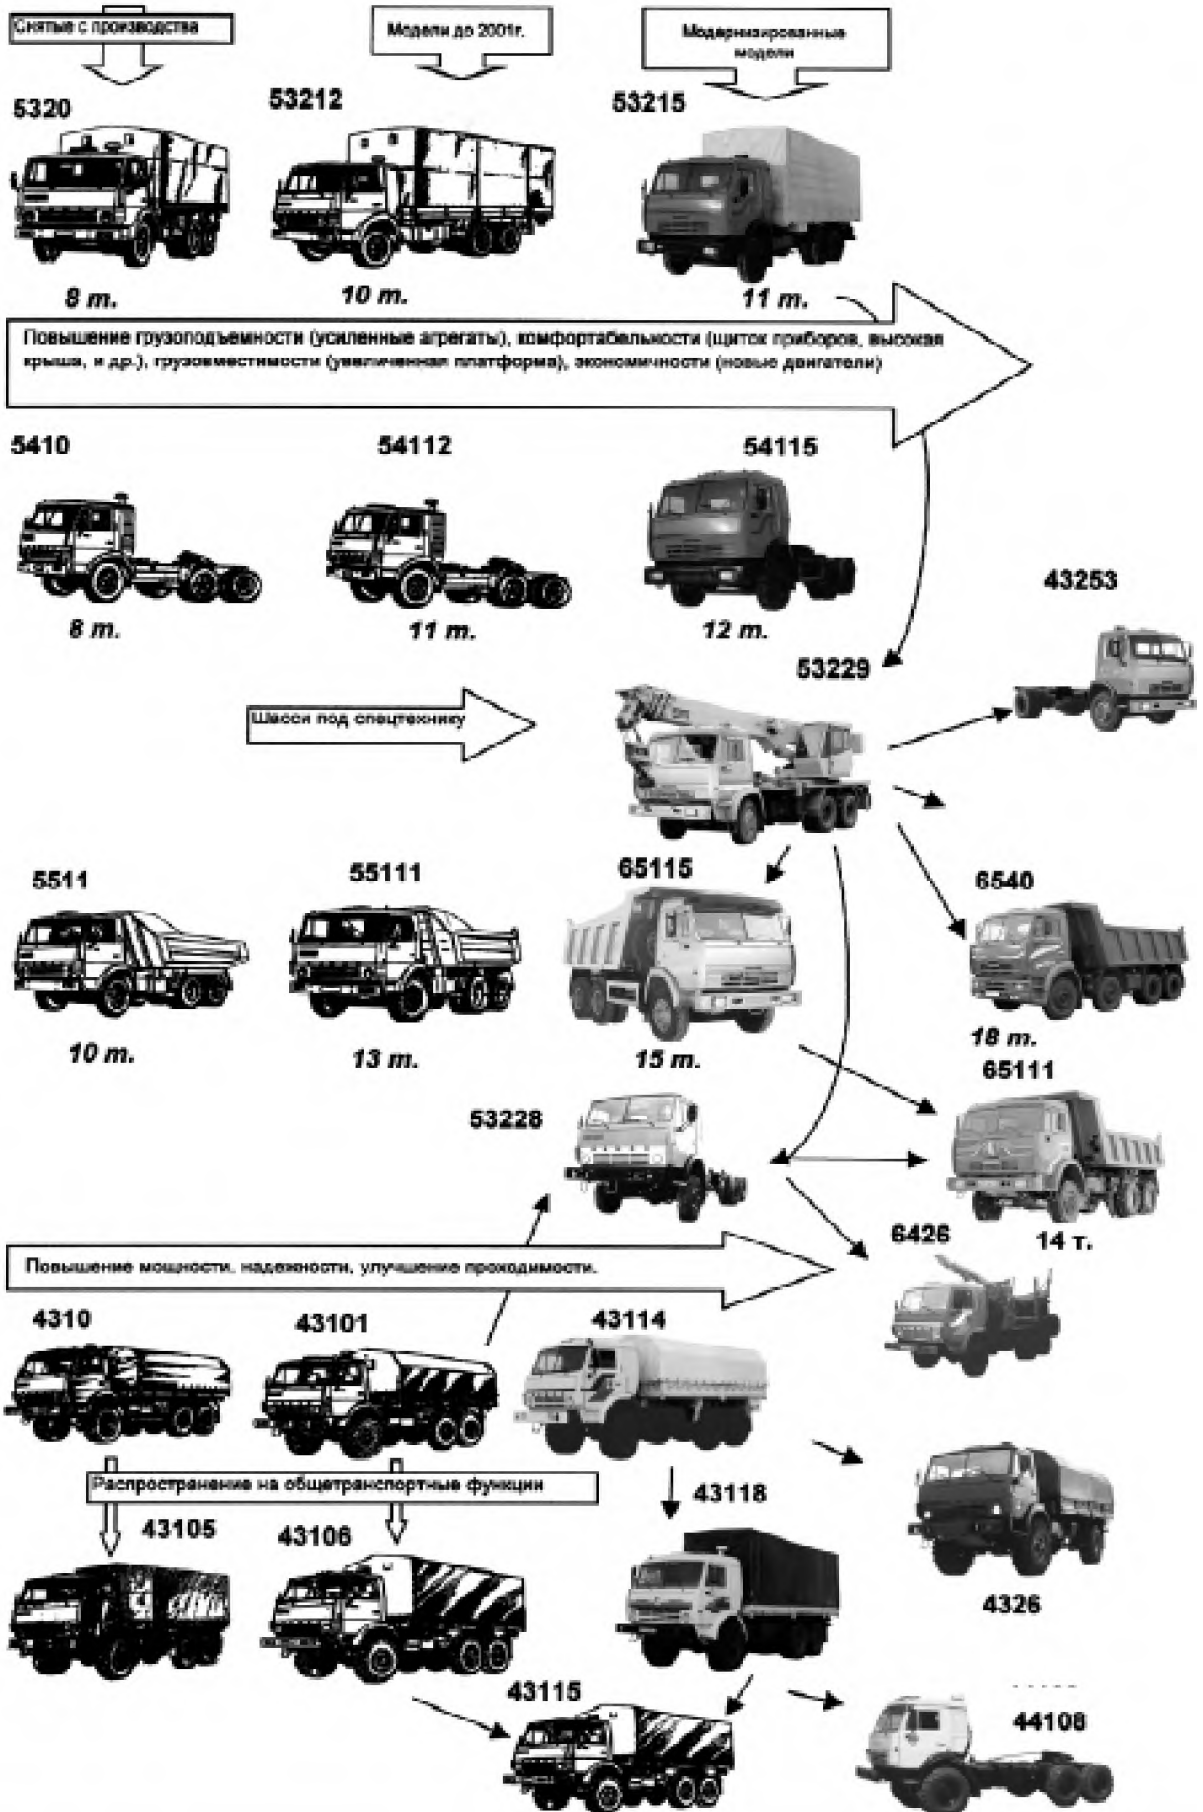 Снятые с производства
Модели до 2001г.
Модернизированные
модели
5320
53212
53215
8 т.
10 т.
11 т.
Повышение грузоподъемности (усиленные агрегаты), комфортабельности (щиток приборов, высокая
крыша, и др.), грузовместимости (увеличенная платформа), экономичности (новые двигатели)
5410
54112
54115
8 т.
11 т.
12 т.
43253
53229
Шасси под спецтехнику
5511
55111
65115
6540
10 т.
13 т.
15 т.
18 т.
65111
53228
14 т.
6426
Повышение мощности, надежности, улучшение проходимости.
4310
43101
43114
Распространение на общетранспортные функции
43105
43106
43118
4326
43115
44108